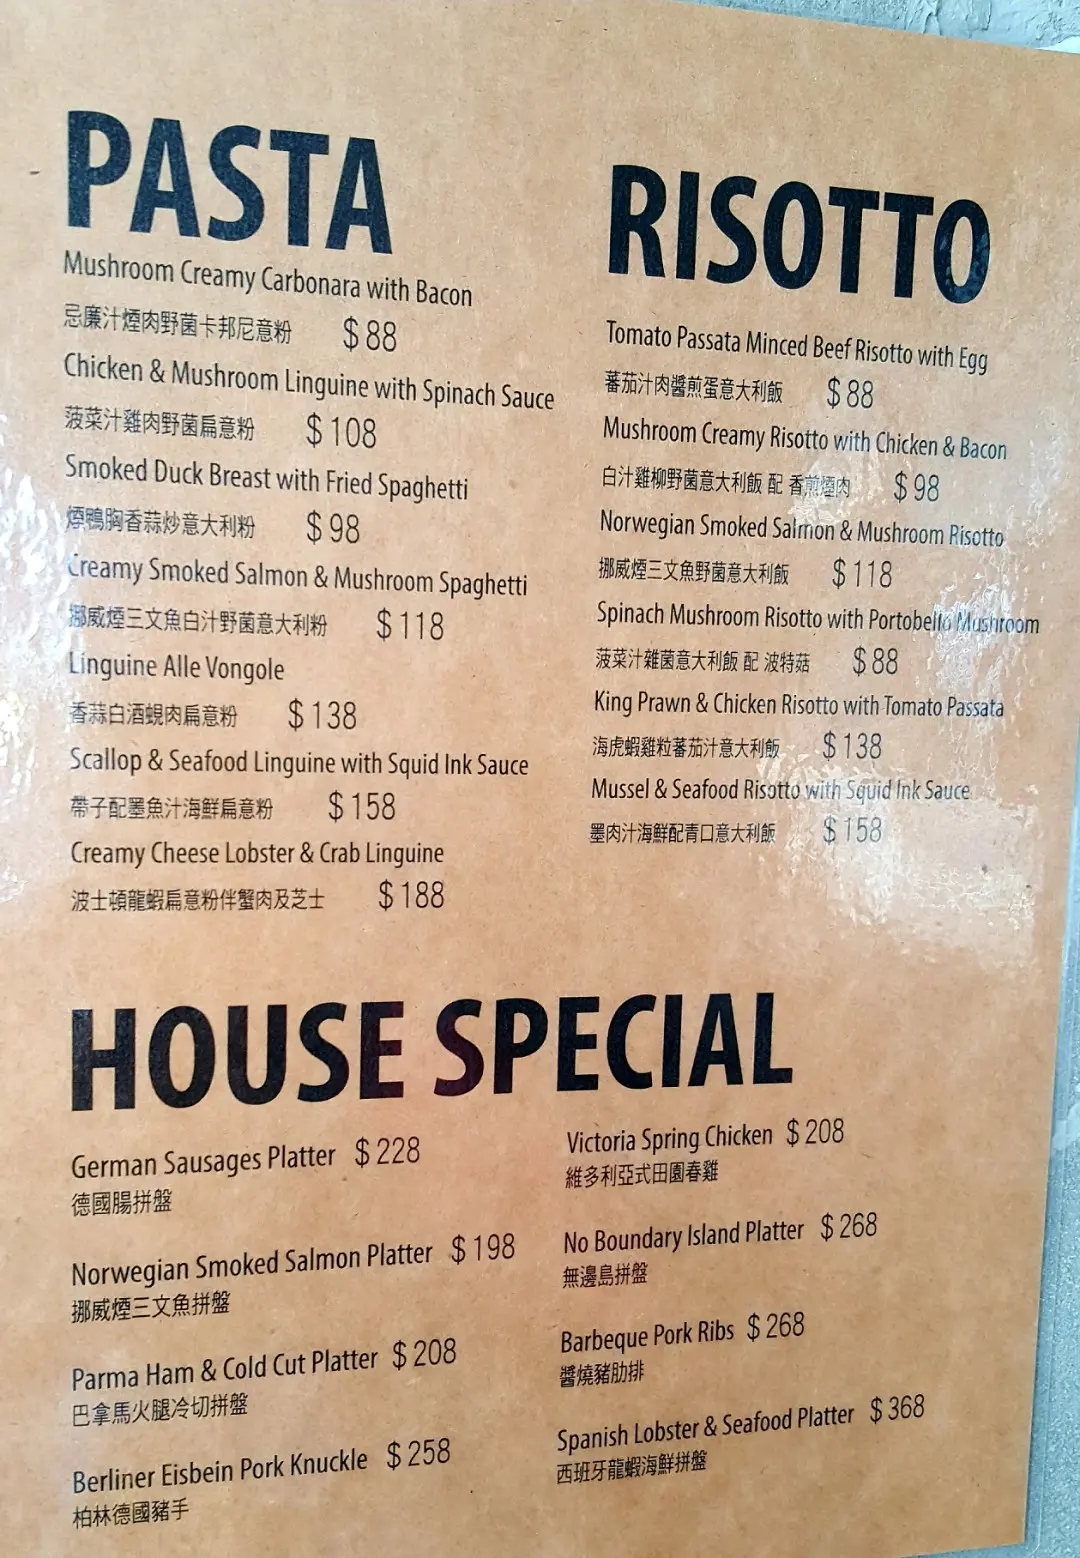 PASTA
Mushroom Creamy Carbonara with Bacon
忌廉汁煙肉野菌卡邦尼意粉 $88
Chicken & Mushroom Linguine with Spinach Sauce
菠菜汁雞肉野菌扁意粉 $108
Smoked Duck Breast with Fried Spaghetti
煙鴨胸香蒜炒意大利粉 $98
Creamy Smoked Salmon & Mushroom Spaghetti
挪威煙三文魚白汁野菌意大利粉 $118
Linguine Alle Vongole
香蒜白酒蜆肉扁意粉 $138
Scallop & Seafood Linguine with Squid Ink Sauce
帶子配墨魚汁海鮮扁意粉 $158
Creamy Cheese Lobster & Crab Linguine
波士頓龍蝦扁意粉伴蟹肉及芝士 $188
RISOTTO
Tomato Passata Minced Beef Risotto with Egg
蕃茄汁肉醬煎蛋意大利飯 $88
Mushroom Creamy Risotto with Chicken & Bacon
白汁雞柳野菌意大利飯 配 香煎煙肉 $98
Norwegian Smoked Salmon & Mushroom Risotto
挪威煙三文魚野菌意大利飯 $118
Spinach Mushroom Risotto with Portobello Mushroom
菠菜汁雜菌意大利飯 配 波特菇 $88
King Prawn & Chicken Risotto with Tomato Passata
海虎蝦雞粒蕃茄汁意大利飯 $138
Mussel & Seafood Risotto with Squid Ink Sauce
墨肉汁海鮮配青口意大利飯 $158
HOUSE SPECIAL
German Sausages Platter $228
德國腸拼盤
Norwegian Smoked Salmon Platter $198
挪威煙三文魚拼盤
Parma Ham & Cold Cut Platter $208
巴拿馬火腿冷切拼盤
Berliner Eisbein Pork Knuckle $258
柏林德國豬手
Victoria Spring Chicken $208
維多利亞式田園春雞
No Boundary Island Platter $268
無邊島拼盤
Barbeque Pork Ribs $268
醬燒豬肋排
Spanish Lobster & Seafood Platter $368
西班牙龍蝦海鮮拼盤